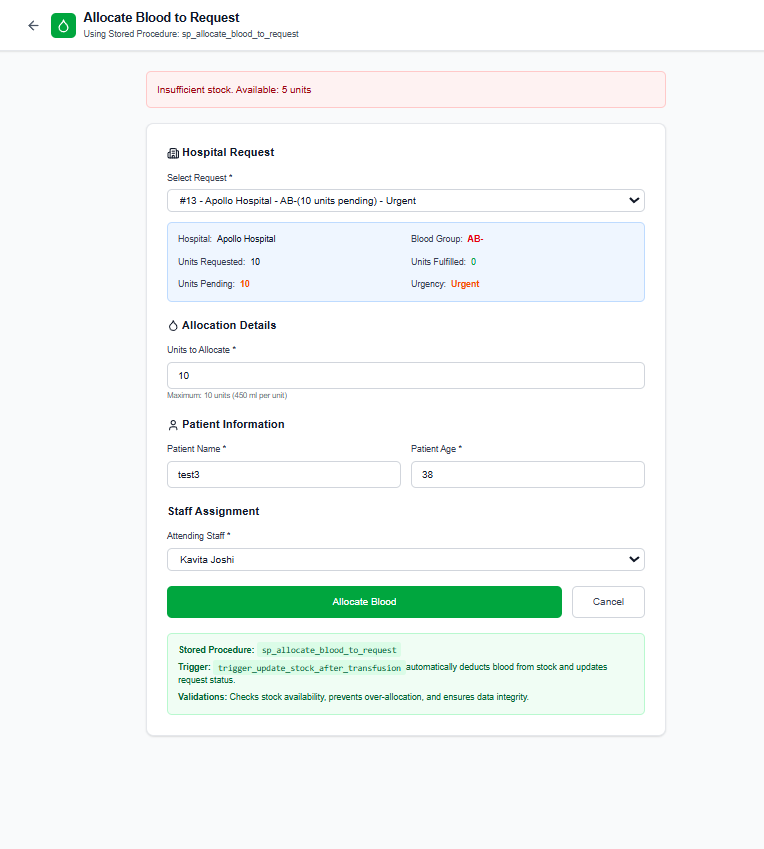 Allocate Blood to Request
Using Stored Procedure: sp_allocate_blood_to_request
Insufficient stock. Available: 5 units
Hospital Request
Select Request *
#13 - Apollo Hospital - AB-(10 units pending) - Urgent
Hospital: Apollo Hospital Blood Group: AB-
Units Requested: 10 Units Fulfilled: 0
Units Pending: 10 Urgency: Urgent
Allocation Details
Units to Allocate *
10
Maximum: 10 units (450 ml per unit)
Patient Information
Patient Name * Patient Age *
test3 38
Staff Assignment
Attending Staff *
Kavita Joshi
Allocate Blood Cancel
Stored Procedure: sp_allocate_blood_to_request
Trigger: trigger_update_stock_after_transfusion automatically deducts blood from stock and updates
request status.
Validations: Checks stock availability, prevents over-allocation, and ensures data integrity.